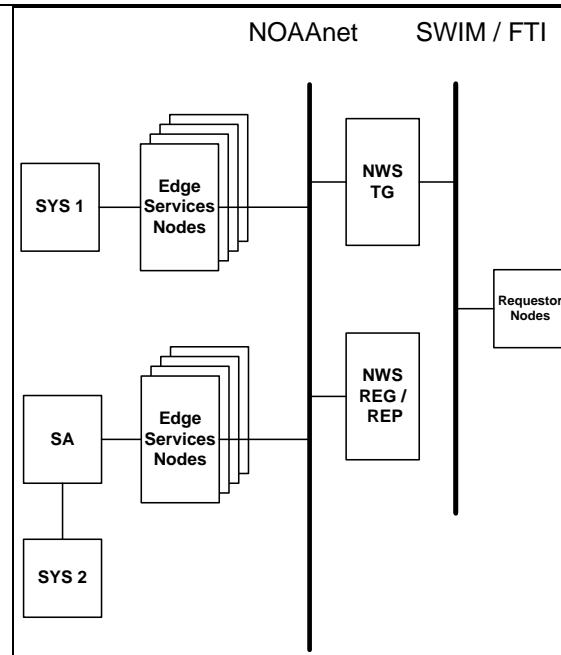 NOAAnet SWIM / FTI
SYS 1
Edge
Services
Nodes
NWS
TG
Requestor
Nodes
SA
Edge
Services
Nodes
NWS
REG /
REP
SYS 2